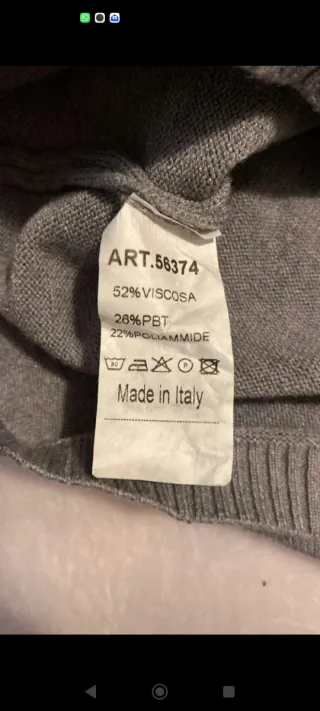 ART.56374
52%VISCOSA
26%PBT
22%POLIAMMIDE
Made in Italy